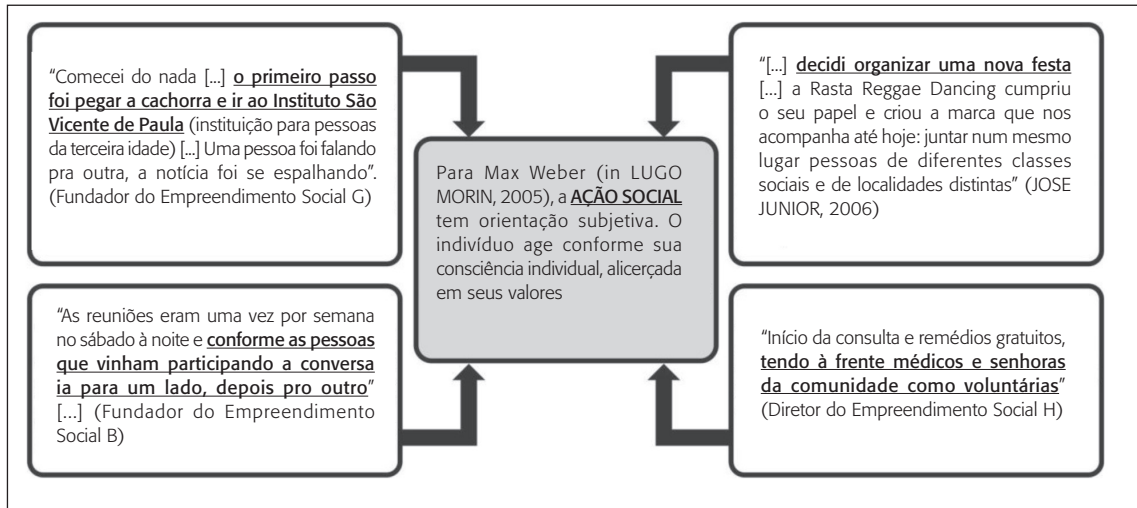 “Comecei do nada [...] o primeiro passo
foi pegar a cachorra e ir ao Instituto São
Vicente de Paula (instituição para pessoas
da terceira idade) [...] Uma pessoa foi falando
pra outra, a notícia foi se espalhando”.
(Fundador do Empreendimento Social G)
“[...] decidi organizar uma nova festa
[...] a Rasta Reggae Dancing cumpriu
o seu papel e criou a marca que nos
acompanha até hoje: juntar num mesmo
lugar pessoas de diferentes classes
sociais e de localidades distintas” (JOSE
JUNIOR, 2006)
Para Max Weber (in LUGO
MORIN, 2005), a AÇÃO SOCIAL
tem orientação subjetiva. O
indivíduo age conforme sua
consciência individual, alicerçada
em seus valores
“As reuniões eram uma vez por semana
no sábado à noite e conforme as pessoas
que vinham participando a conversa
ia para um lado, depois pro outro”
[...] (Fundador do Empreendimento
Social B)
“Início da consulta e remédios gratuitos,
tendo à frente médicos e senhoras
da comunidade como voluntárias”
(Diretor do Empreendimento Social H)